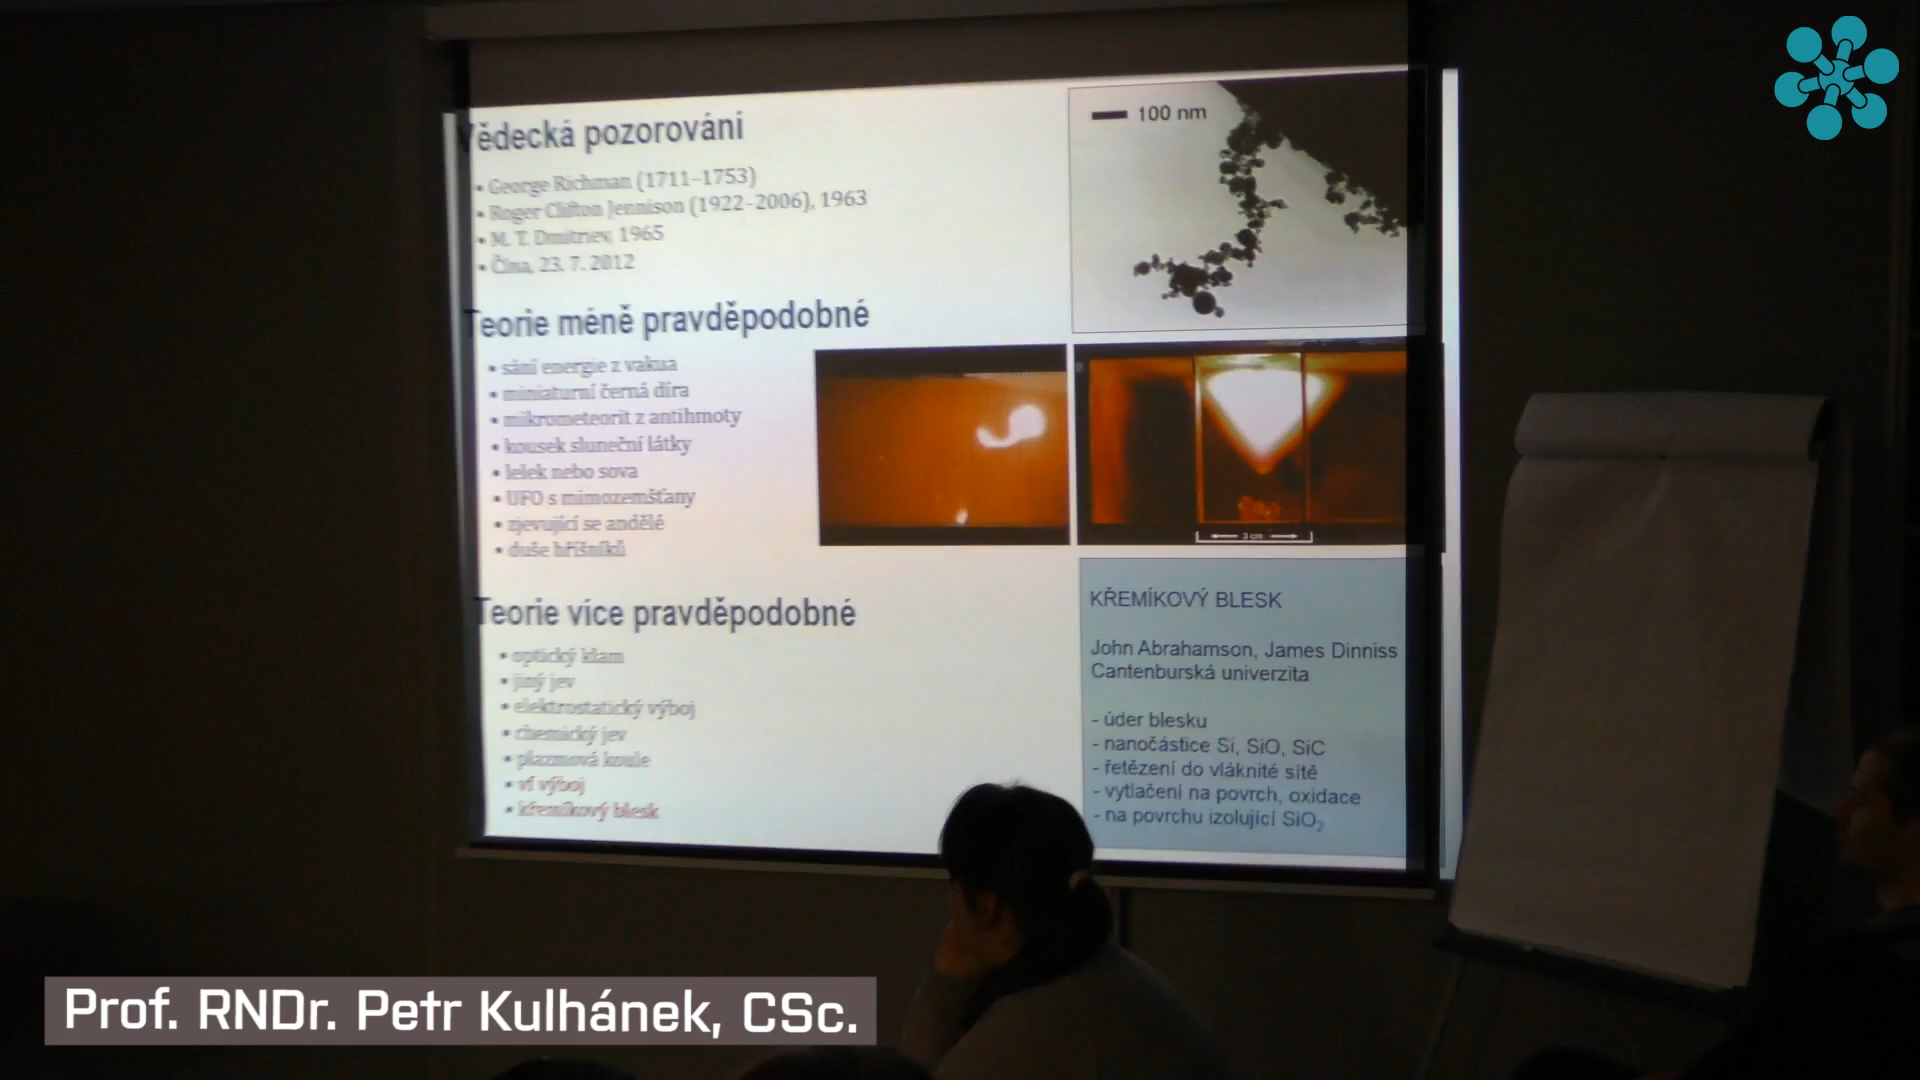 Vědecká pozorování
• George Richman (1711–1753)
• Roger Clifton Jennison (1922–2006), 1963
• M. T. Dmitriev, 1965
• Čína, 23. 7. 2012
Teorie méně pravděpodobné
• sání energie z vakua
• miniaturní černá díra
• mikrometeorit z antihmoty
• kousek sluneční látky
• lelek nebo sova
• UFO s mimozemšťany
• zjevující se andělé
• duše hříšníků
Teorie více pravděpodobné
• optický klam
• jiný jev
• elektrostatický výboj
• chemický jev
• plazmová koule
• vf výboj
• křemíkový blesk
100 nm
3 cm
KŘEMÍKOVÝ BLESK
John Abrahamson, James Dinniss
Cantenburská univerzita
- úder blesku
- nanočástice Si, SiO, SiC
- řetězení do vláknité sítě
- vytlačení na povrch, oxidace
- na povrchu izolující SiO₂
Prof. RNDr. Petr Kulhánek, CSc.